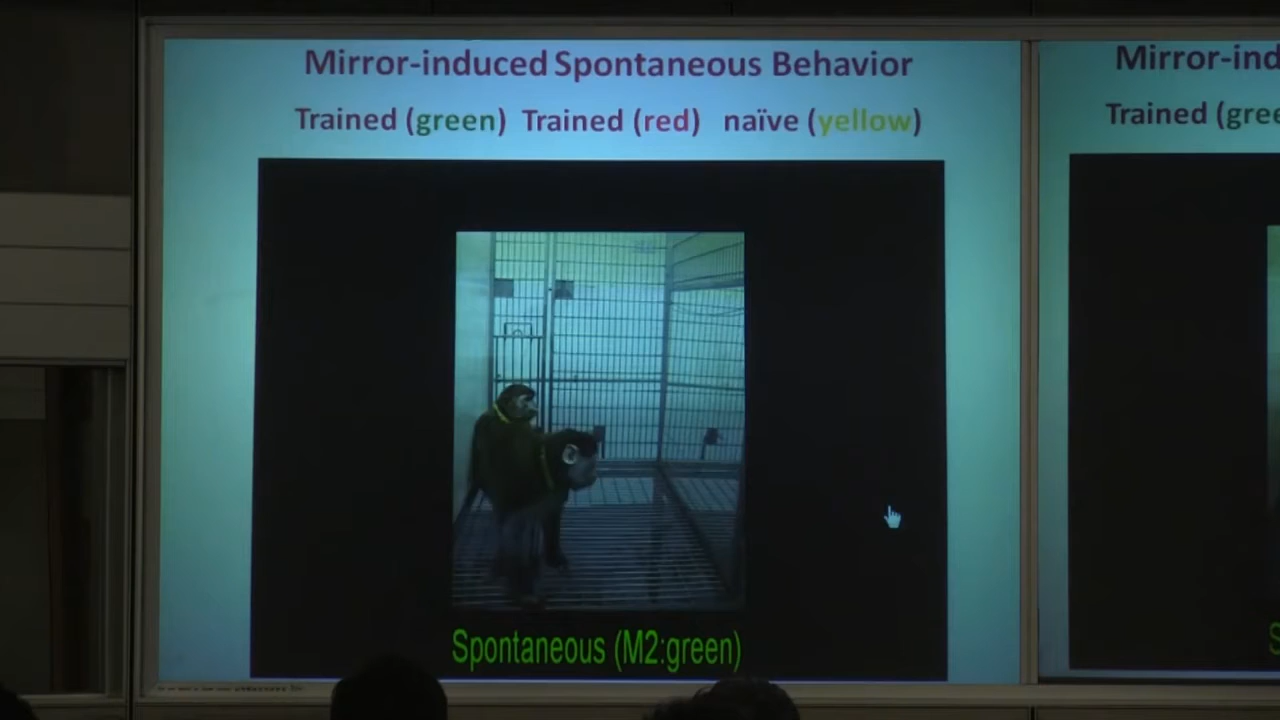 Mirror-induced Spontaneous Behavior
Trained (green) Trained (red) naïve (yellow)
Spontaneous (M2:green)
Mirror-ind
Trained (gree
S